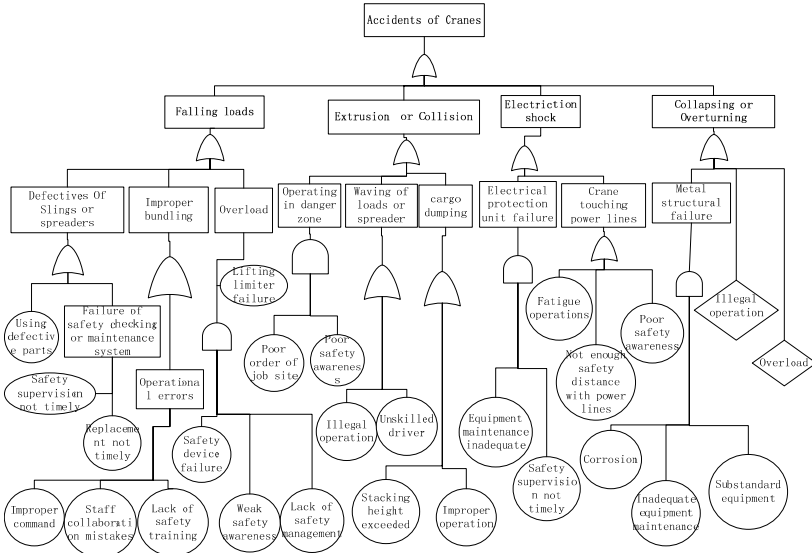 Accidents of Cranes
Falling loads
Extrusion or Collision
Electriction
shock
Collapsing or
Overturning
Defectives Of
Slings or
spreaders
Improper
bundling
Overload
Operating
in danger
zone
Waving of
loads or
spreader
cargo
dumping
Electrical
protection
unit failure
Crane
touching
power lines
Metal
structural
failure
Lifting
limiter
failure
Illegal
operation
Overload
Using
defectiv
e parts
Failure of
safety checking
or maintenance
system
Poor
order of
job site
Poor
safety
awarenes
s
Fatigue
operations
Not enough
safety
distance
with power
lines
Poor
safety
awareness
Safety
supervision
not timely
Replaceme
nt not
timely
Operationa
l errors
Safety
device
failure
Illegal
operation
Unskilled
driver
Equipment
maintenance
inadequate
Safety
supervisio
n not
timely
Corrosion
Inadequate
equipment
maintenance
Substandard
equipment
Improper
command
Staff
collaborati
on mistakes
Lack of
safety
training
Weak
safety
awareness
Lack of
safety
management
Stacking
height
exceeded
Improper
operation